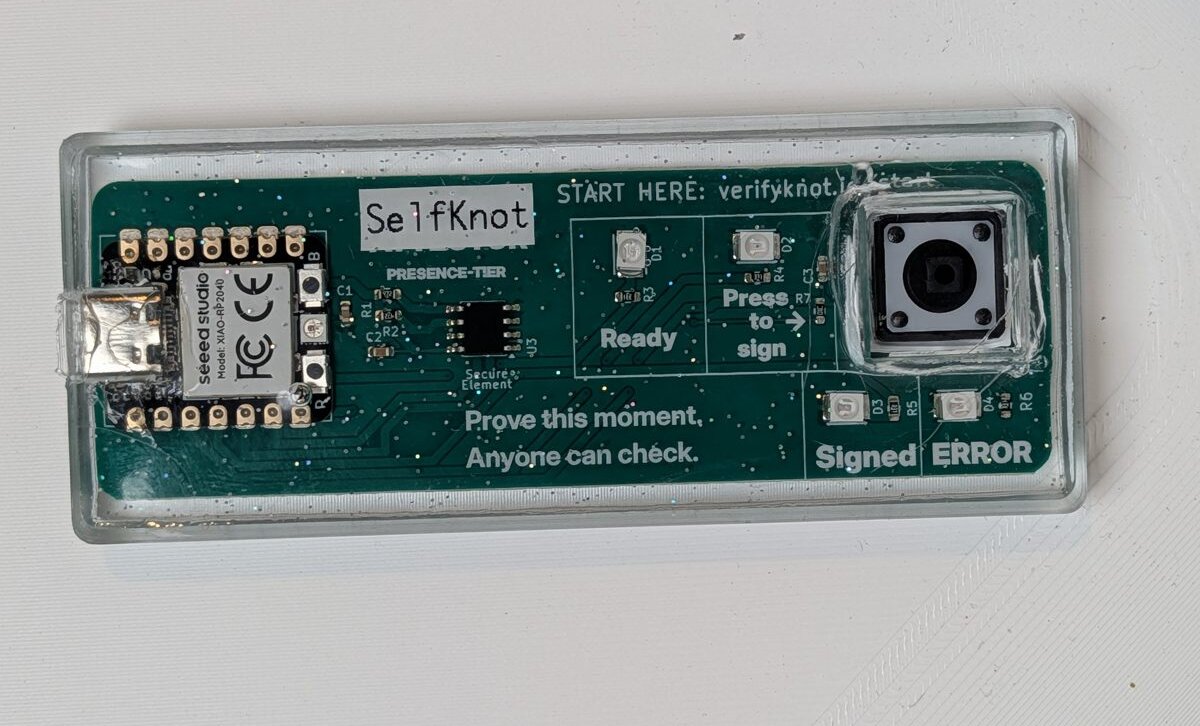 SelfKnot
START HERE: verifyknot.
PRESENCE-TIER
seeed studio
Model: XIAO-RP2040
FC CE
B
R
C1
R1
R2
C2
U3
Secure
Element
D1
R3
Ready
D2
R4
C3
R7
Press
to →
sign
Prove this moment,
Anyone can check.
D3
R5
Signed
D4
R6
ERROR